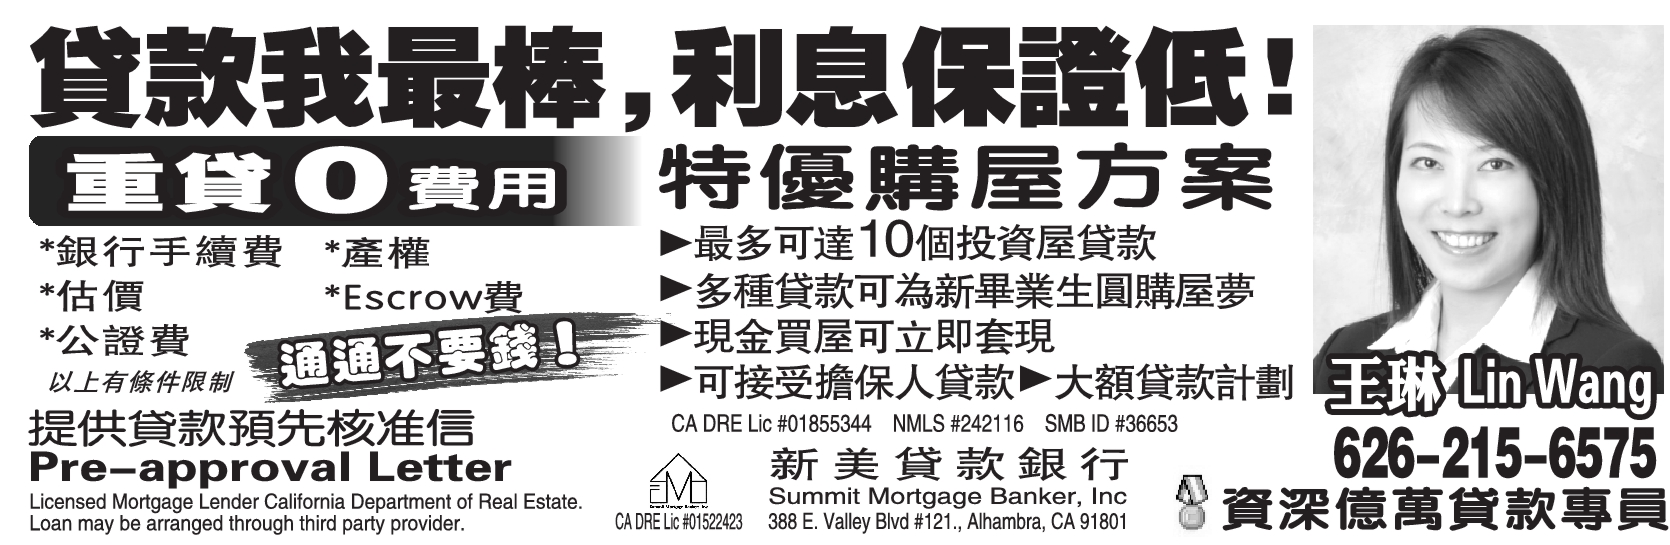 貸款我最棒，利息保證低！
重貸0費用
*銀行手續費 *產權
*估價 *Escrow費
*公證費
通通不要錢！
以上有條件限制
提供貸款預先核准信
Pre-approval Letter
Licensed Mortgage Lender California Department of Real Estate.
Loan may be arranged through third party provider.
特優購屋方案
▶最多可達10個投資屋貸款
▶多種貸款可為新畢業生圓購屋夢
▶現金買屋可立即套現
▶可接受擔保人貸款▶大額貸款計劃
CA DRE Lic #01855344 NMLS #242116 SMB ID #36653
Summit Mortgage Banker, Inc
CA DRE Lic #01522423
新美貸款銀行
Summit Mortgage Banker, Inc
388 E. Valley Blvd #121., Alhambra, CA 91801
王琳 Lin Wang
626-215-6575
資深億萬貸款專員